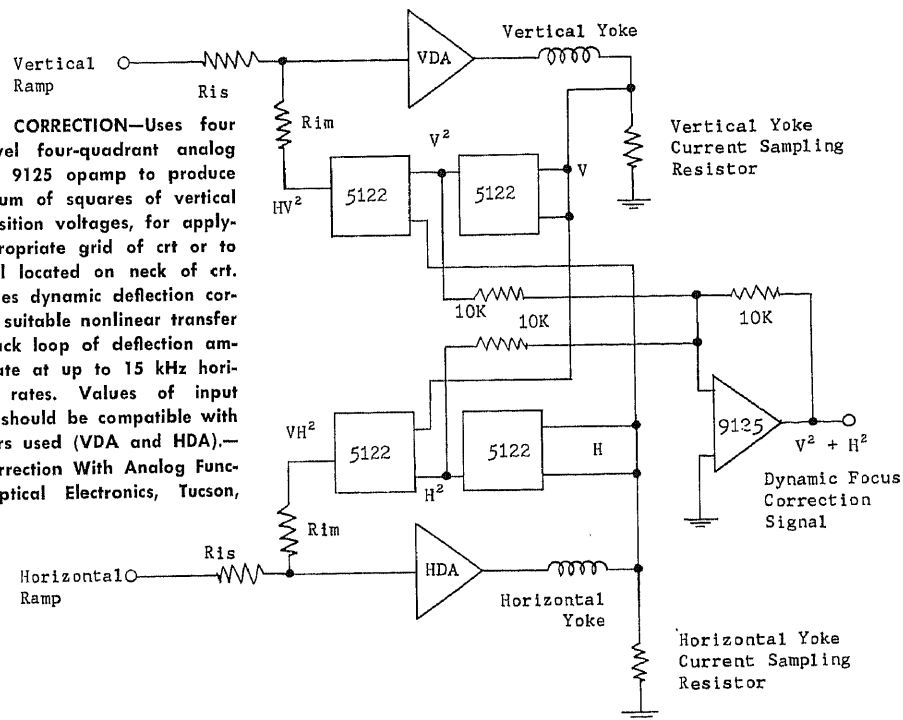 Vertical Yoke
VDA
Vertical
Ramp
Ris
CORRECTION—Uses four
vel four-quadrant analog
9125 opamp to produce
um of squares of vertical
sition voltages, for apply-
ropriate grid of crt or to
l located on neck of crt.
es dynamic deflection cor-
suitable nonlinear transfer
ack loop of deflection am-
ate at up to 15 kHz hori-
rates. Values of input
should be compatible with
rs used (VDA and HDA).—
rrection With Analog Func-
ptical Electronics, Tucson,
Rim
V²
Vertical Yoke
Current Sampling
Resistor
5122
5122
V
HV²
10K
10K
10K
VH²
5122
5122
H
H²
9125
V² + H²
Dynamic Focus
Correction
Signal
Rim
Ris
Horizontal
Ramp
HDA
Horizontal
Yoke
Horizontal Yoke
Current Sampling
Resistor